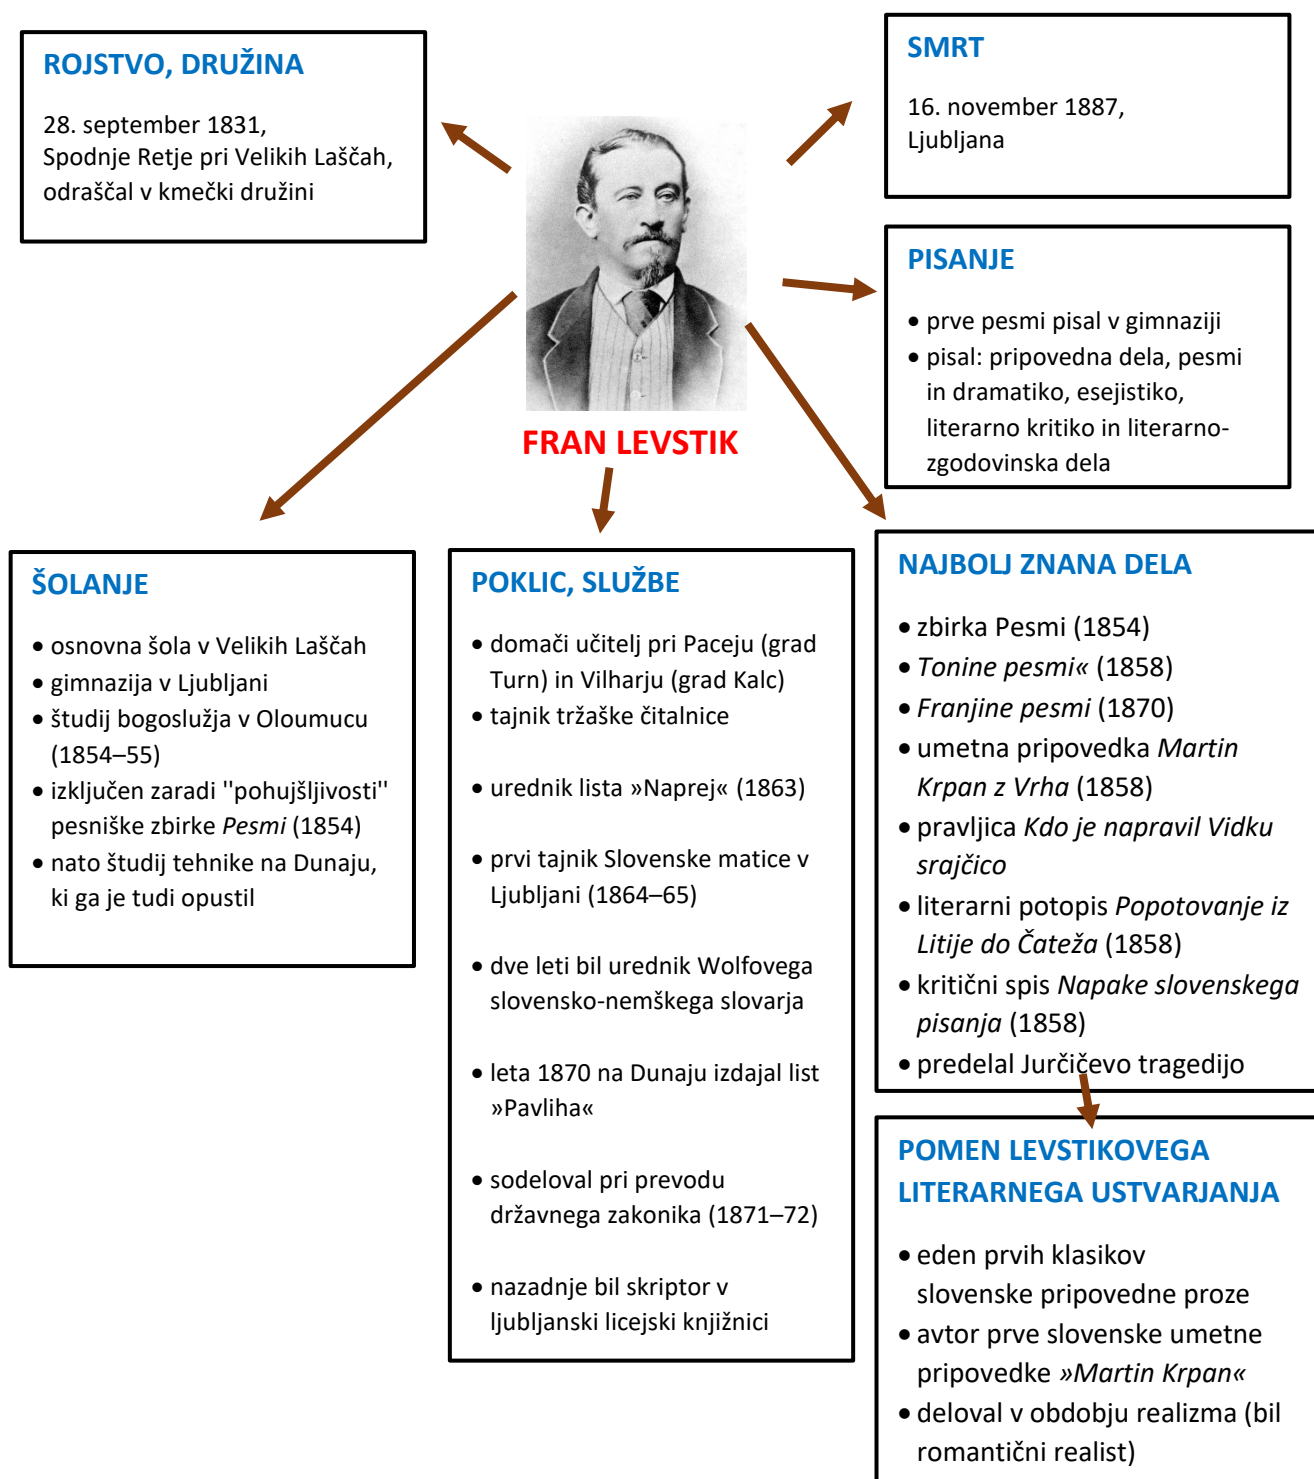 ROJSTVO, DRUŽINA
28. september 1831,
Spodnje Retje pri Velikih Laščah,
odraščal v kmečki družini
SMRT
16. november 1887,
Ljubljana
PISANJE
• prve pesmi pisal v gimnaziji
• pisal: pripovedna dela, pesmi
in dramatiko, esejistiko,
literarno kritiko in literarno-
zgodovinska dela
FRAN LEVSTIK
ŠOLANJE
• osnovna šola v Velikih Laščah
• gimnazija v Ljubljani
• študij bogoslužja v Oloumucu
(1854–55)
• izključen zaradi ''pohujšljivosti''
pesniške zbirke Pesmi (1854)
• nato študij tehnike na Dunaju,
ki ga je tudi opustil
POKLIC, SLUŽBE
• domači učitelj pri Paceju (grad
Turn) in Vilharju (grad Kalc)
• tajnik tržaške čitalnice
• urednik lista »Naprej« (1863)
• prvi tajnik Slovenske matice v
Ljubljani (1864–65)
• dve leti bil urednik Wolfovega
slovensko-nemškega slovarja
• leta 1870 na Dunaju izdajal list
»Pavliha«
• sodeloval pri prevodu
državnega zakonika (1871–72)
• nazadnje bil skriptor v
ljubljanski licejski knjižnici
NAJBOLJ ZNANA DELA
• zbirka Pesmi (1854)
• Tonine pesmi« (1858)
• Franjine pesmi (1870)
• umetna pripovedka Martin
Krpan z Vrha (1858)
• pravljica Kdo je napravil Vidku
srajčico
• literarni potopis Popotovanje iz
Litije do Čateža (1858)
• kritični spis Napake slovenskega
pisanja (1858)
• predelal Jurčičevo tragedijo
POMEN LEVSTIKOVEGA
LITERARNEGA USTVARJANJA
• eden prvih klasikov
slovenske pripovedne proze
• avtor prve slovenske umetne
pripovedke »Martin Krpan«
• deloval v obdobju realizma (bil
romantični realist)